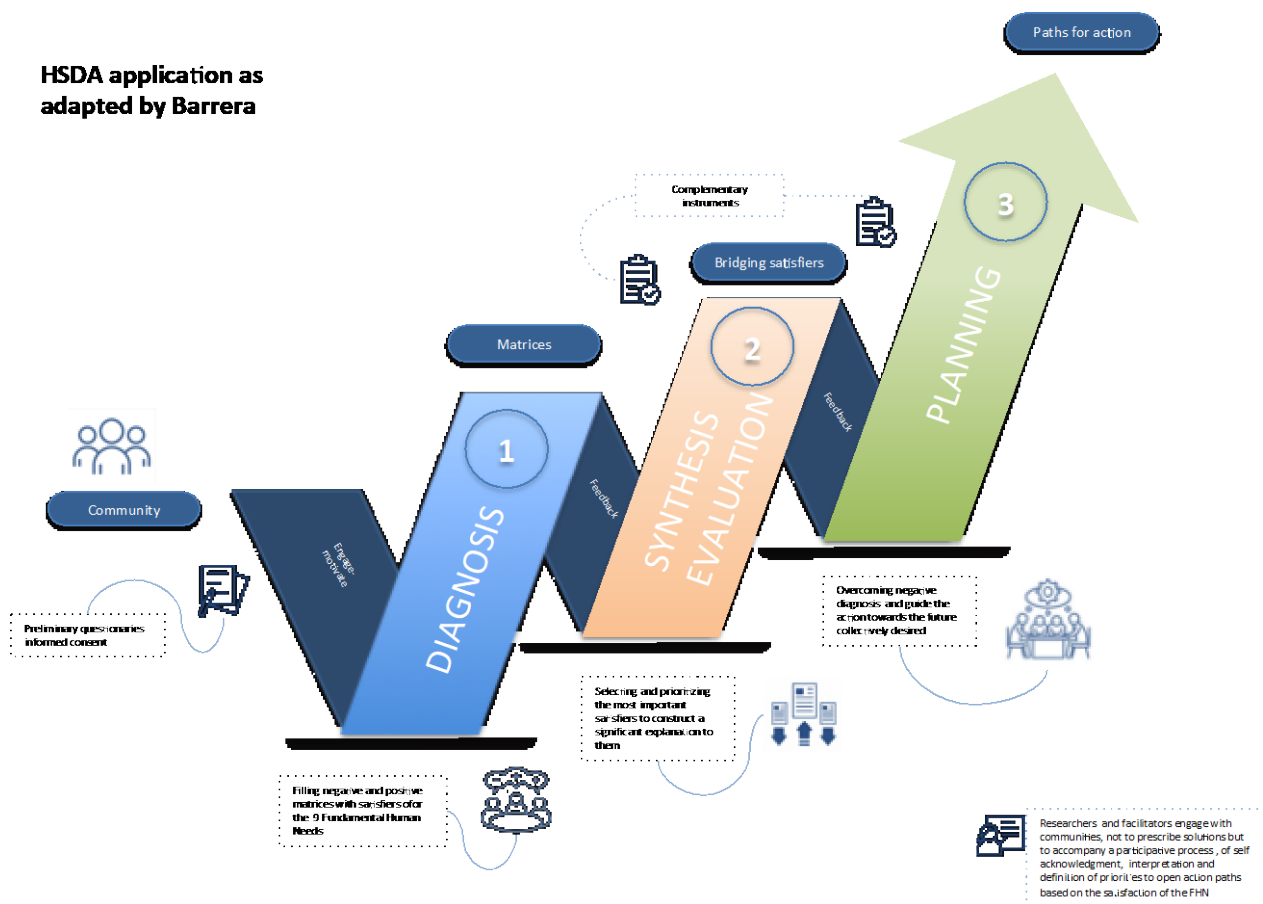 HSDA application as
adapted by Barrera
Paths for action
3
PLANNING
Complementary
instruments
Bridging satisfiers
2
SYNTHESIS
EVALUATION
Feedback
Matrices
1
DIAGNOSIS
Feedback
Community
Engage-
motivate
Preliminary questionaries
informed consent
Filling negative and positive
matrices with satisfiers ofor
the 9 Fundamental Human
Needs
Selecting and prioritizing
the most important
sarsfiers to construct a
significant explanation to
them
Overcoming negative
diagnosis and guide the
action towards the future
collectively desired
Researchers and facilitators engage with
communities, not to prescribe solutions but
to accompany a participative process , of self
acknowledgment, interpretation and
definition of priorities to open action paths
based on the satisfaction of the FHN